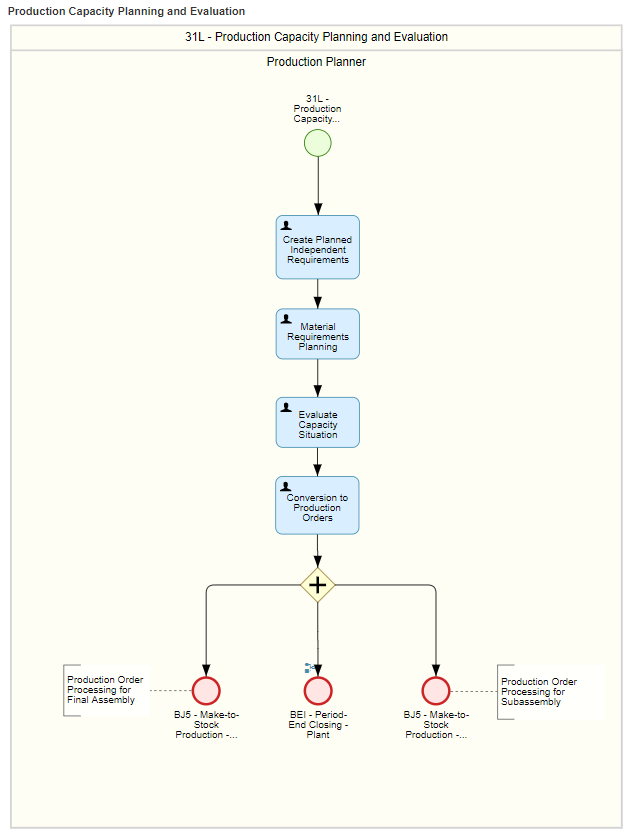 Production Capacity Planning and Evaluation
31L - Production Capacity Planning and Evaluation
Production Planner
31L -
Production
Capacity...
Create Planned
Independent
Requirements
Material
Requirements
Planning
Evaluate
Capacity
Situation
Conversion to
Production
Orders
Production Order
Processing for
Final Assembly
BJ5 - Make-to-
Stock
Production -...
BEI - Period-
End Closing -
Plant
BJ5 - Make-to-
Stock
Production -...
Production Order
Processing for
Subassembly